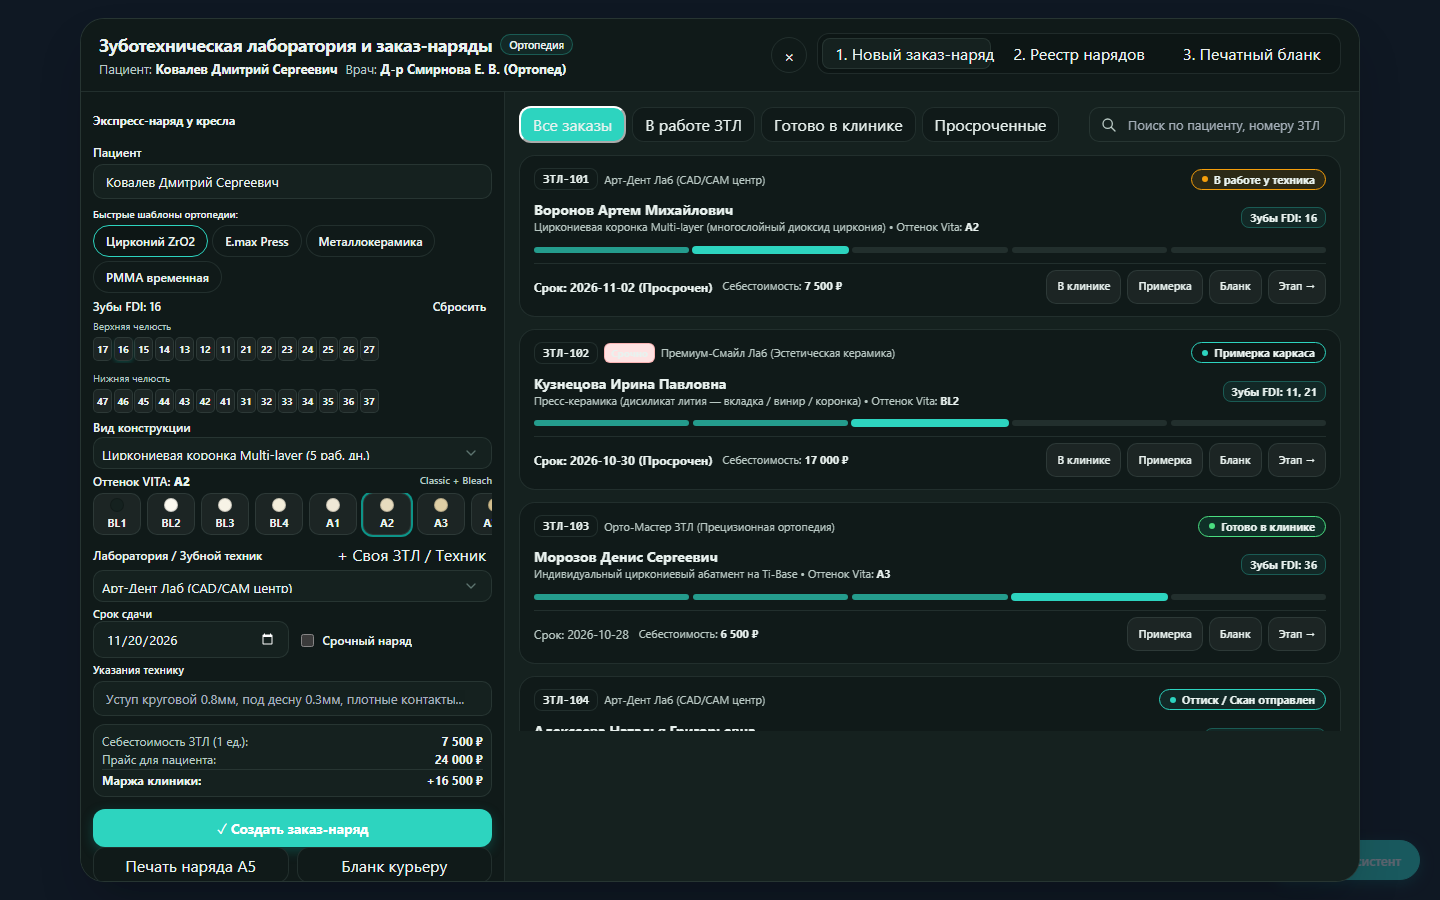 Зуботехническая лаборатория и заказ-наряды Ортопедия
Пациент: Ковалев Дмитрий Сергеевич Врач: Д-р Смирнова Е. В. (Ортопед)
×
1. Новый заказ-наряд
2. Реестр нарядов
3. Печатный бланк
Экспресс-наряд у кресла
Пациент
Ковалев Дмитрий Сергеевич
Быстрые шаблоны ортопедии:
Цирконий ZrO2 E.max Press Металлокерамика
PMMA временная
Зубы FDI: 16 Сбросить
Верхняя челюсть
17 16 15 14 13 12 11 21 22 23 24 25 26 27
Нижняя челюсть
47 46 45 44 43 42 41 31 32 33 34 35 36 37
Вид конструкции
Циркониевая коронка Multi-layer (5 раб. дн.)
Оттенок VITA: A2 Classic + Bleach
BL1 BL2 BL3 BL4 A1 A2 A3
Лаборатория / Зубной техник + Своя ЗТЛ / Техник
Арт-Дент Лаб (CAD/CAM центр)
Срок сдачи
11/20/2026 Срочный наряд
Указания технику
Уступ круговой 0.8мм, под десну 0.3мм, плотные контакты...
Себестоимость ЗТЛ (1 ед.): 7 500 ₽
Прайс для пациента: 24 000 ₽
Маржа клиники: +16 500 ₽
✓ Создать заказ-наряд
Печать наряда A5 Бланк курьеру
Все заказы В работе ЗТЛ Готово в клинике Просроченные Поиск по пациенту, номеру ЗТЛ
ЗТЛ-101 Арт-Дент Лаб (CAD/CAM центр) В работе у техника
Воронов Артем Михайлович Зубы FDI: 16
Циркониевая коронка Multi-layer (многослойный диоксид циркония) • Оттенок Vita: A2
Срок: 2026-11-02 (Просрочен) Себестоимость: 7 500 ₽ В клинике Примерка Бланк Этап →
ЗТЛ-102 Премиум-Смайл Лаб (Эстетическая керамика) Примерка каркаса
Кузнецова Ирина Павловна Зубы FDI: 11, 21
Пресс-керамика (дисиликат лития — вкладка / винир / коронка) • Оттенок Vita: BL2
Срок: 2026-10-30 (Просрочен) Себестоимость: 17 000 ₽ В клинике Примерка Бланк Этап →
ЗТЛ-103 Орто-Мастер ЗТЛ (Прецизионная ортопедия) Готово в клинике
Морозов Денис Сергеевич Зубы FDI: 36
Индивидуальный циркониевый абатмент на Ti-Base • Оттенок Vita: A3
Срок: 2026-10-28 Себестоимость: 6 500 ₽ Примерка Бланк Этап →
ЗТЛ-104 Арт-Дент Лаб (CAD/CAM центр) Оттиск / Скан отправлен
Алексеева Наталья Григорьевна